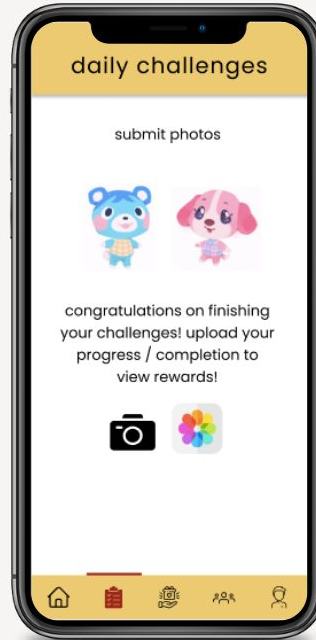 daily challenges
submit photos
congratulations on finishing
your challenges! upload your
progress / completion to
view rewards!